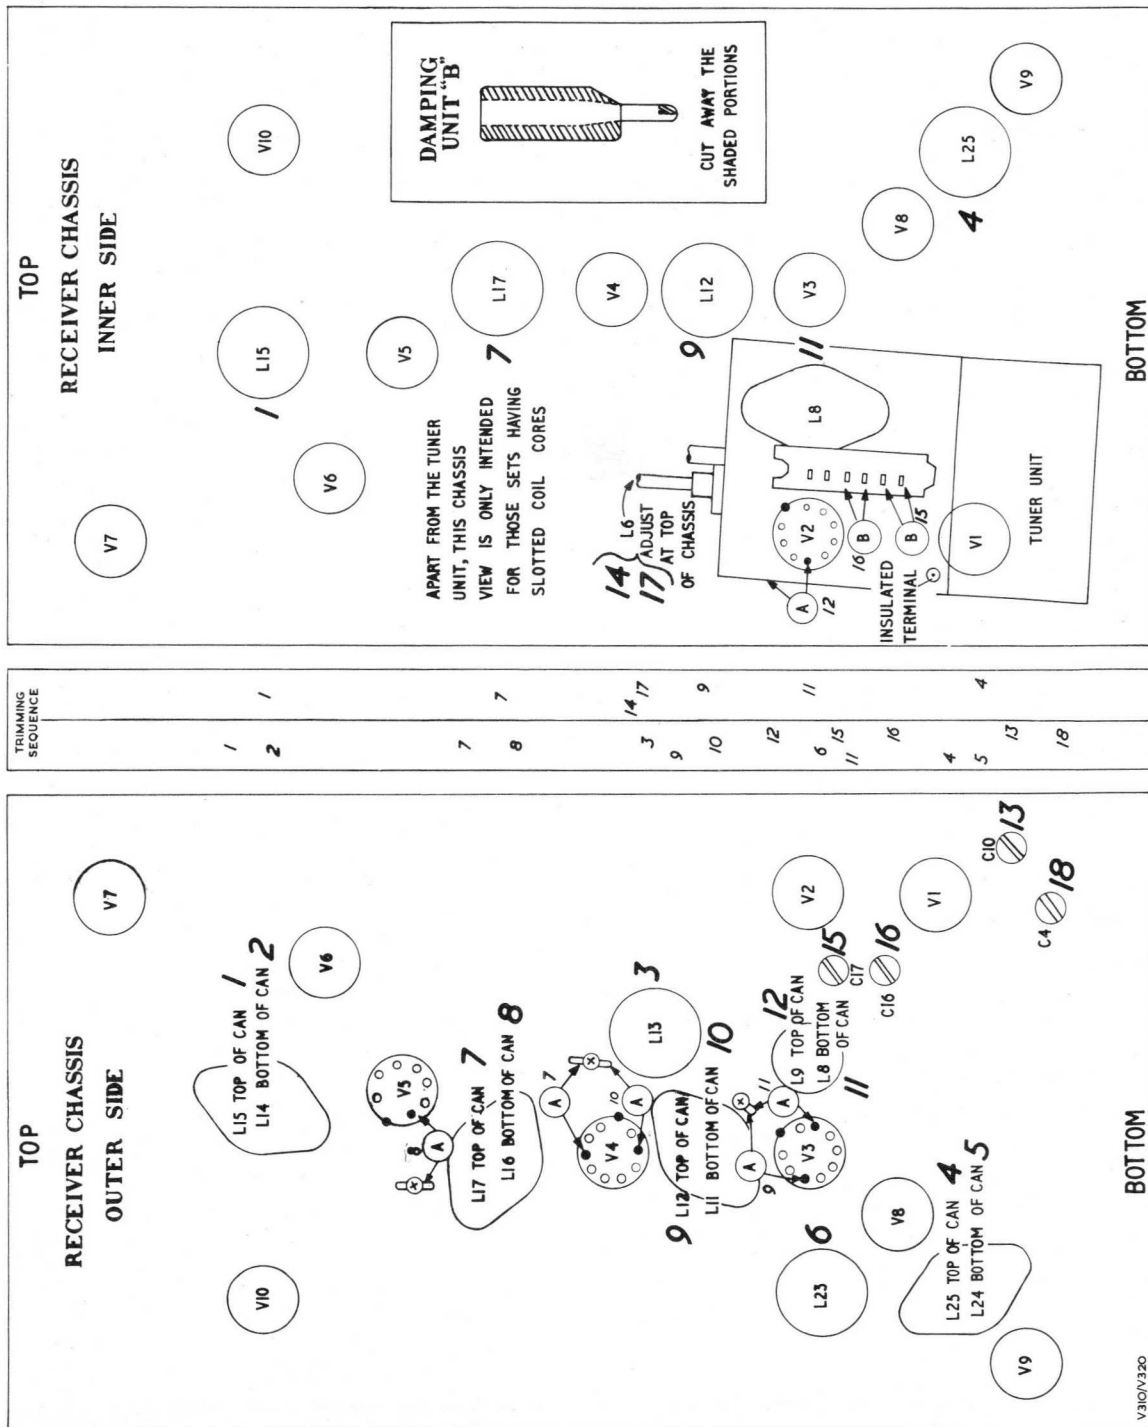 TOP
RECEIVER CHASSIS
OUTER SIDE
V10
V7
L15 TOP OF CAN 1
L14 BOTTOM OF CAN 2
V6
V5
A
8
L17 TOP OF CAN 7
L16 BOTTOM OF CAN 8
A
7
V4
A
10
L13
3
9
L12 TOP OF CAN
L11 BOTTOM OF CAN
10
A
9
A
11
V3
12
L9 TOP OF CAN
L8 BOTTOM
OF CAN
11
V2
15
C17
16
C16
V1
L23
6
V8
L25 TOP OF CAN 4
L24 BOTTOM OF CAN 5
V9
C10
13
C4
18
BOTTOM
V310/V320
TRIMMING
SEQUENCE
1
2
1
7
8
7
3
14
17
9
10
9
12
6
15
11
11
16
4
5
4
13
18
TOP
RECEIVER CHASSIS
INNER SIDE
V7
V10
L15
1
V6
V5
DAMPING
UNIT "B"
CUT AWAY THE
SHADED PORTIONS
APART FROM THE TUNER
UNIT, THIS CHASSIS
VIEW IS ONLY INTENDED
FOR THOSE SETS HAVING
SLOTTED COIL CORES
L17
7
V4
14
17
L6
ADJUST
AT TOP
OF CHASSIS
L12
9
V3
11
L8
A
12
V2
B
16
B
15
INSULATED
TERMINAL
V1
TUNER UNIT
V8
L25
4
V9
BOTTOM